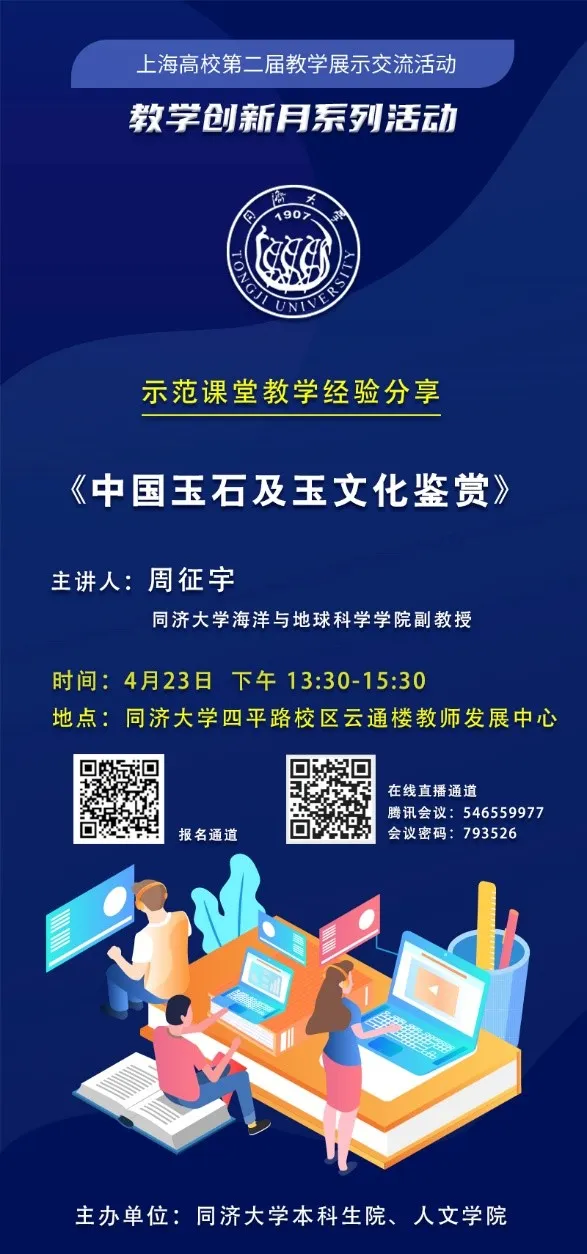 上海高校第二届教学展示交流活动
教学创新月系列活动
同济大学
1907
TONGJI UNIVERSITY
示范课堂教学经验分享
《中国玉石及玉文化鉴赏》
主讲人：周征宇
同济大学海洋与地球科学学院副教授
时间：4月23日 下午 13:30-15:30
地点：同济大学四平路校区云通楼教师发展中心
报名通道
在线直播通道
腾讯会议：546559977
会议密码：793526
主办单位：同济大学本科生院、人文学院